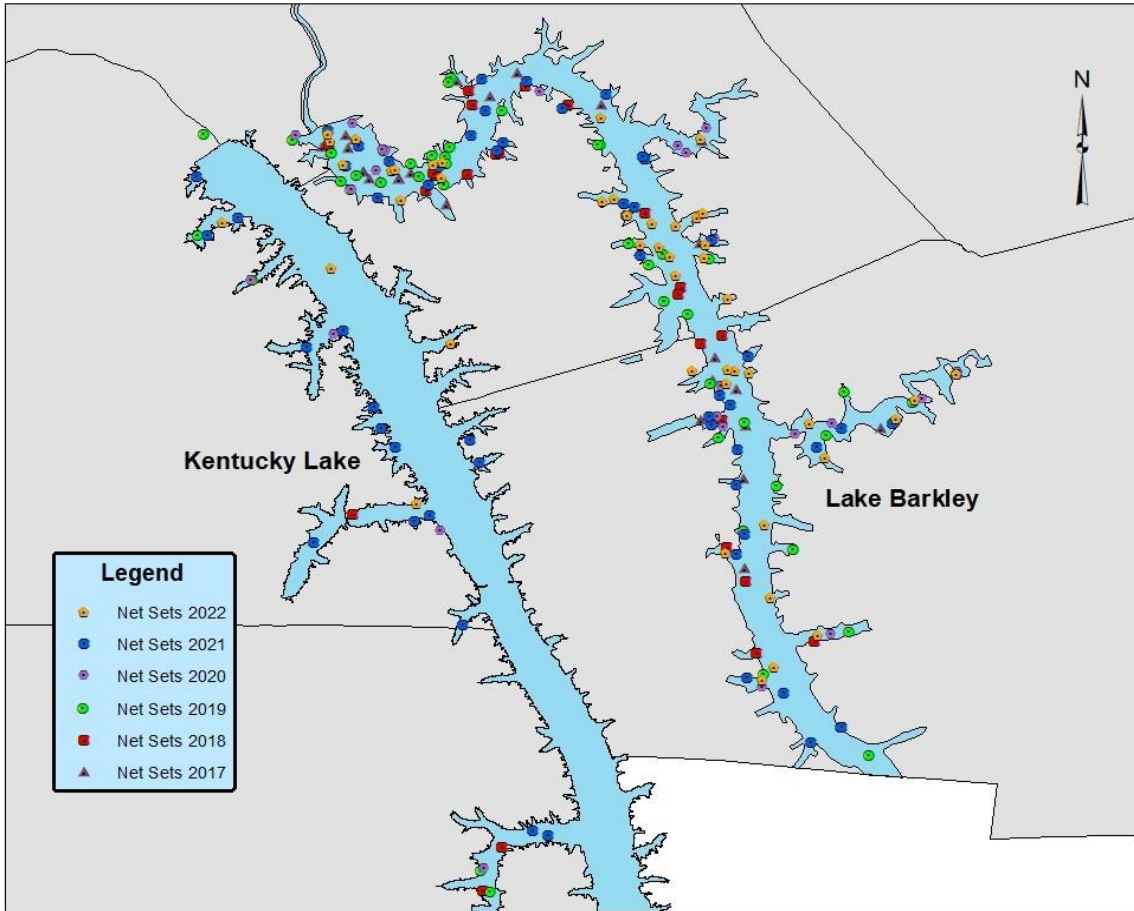 N
Kentucky Lake
Lake Barkley
Legend
Net Sets 2022
Net Sets 2021
Net Sets 2020
Net Sets 2019
Net Sets 2018
Net Sets 2017